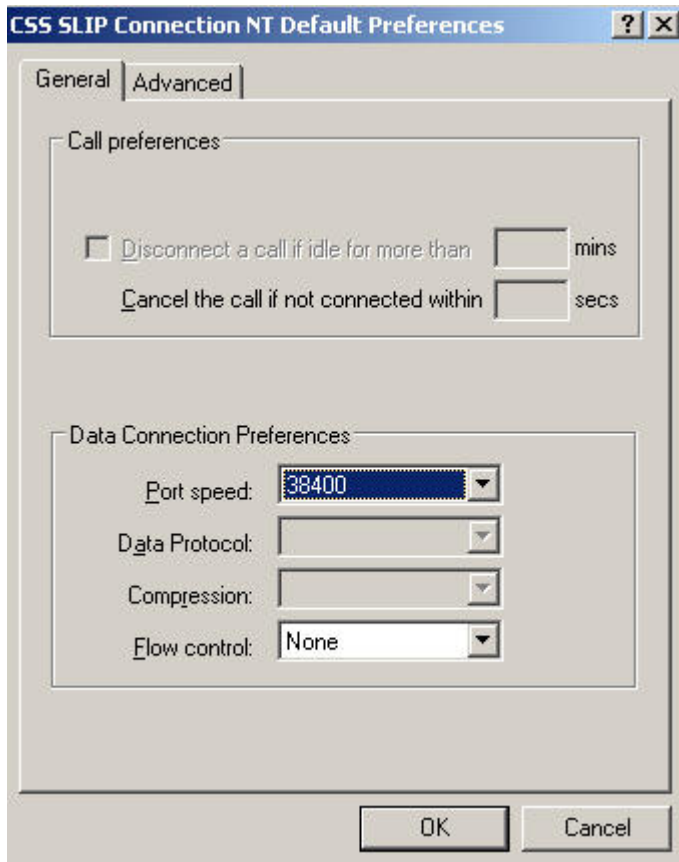 CSS SLIP Connection NT Default Preferences
General Advanced
Call preferences
Disconnect a call if idle for more than mins
Cancel the call if not connected within secs
Data Connection Preferences
Port speed: 38400
Data Protocol:
Compression:
Flow control: None
OK Cancel